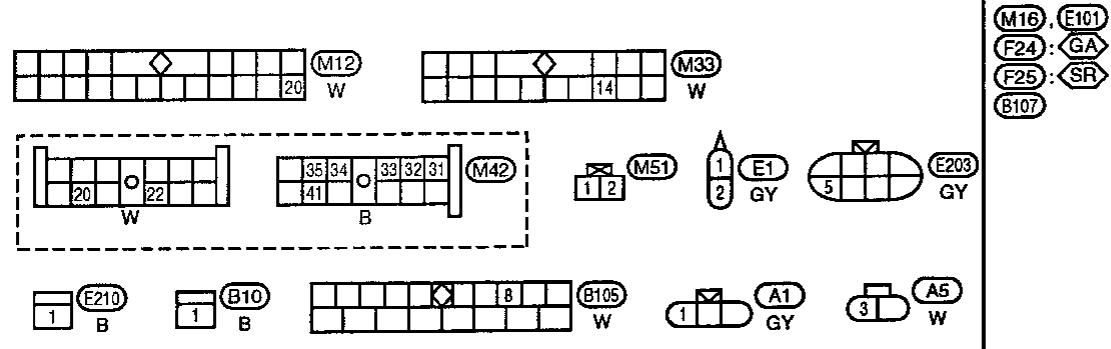 M12
20
W
M33
14
W
M16, E101
F24 : GA
F25 : SR
B107
20 22
W
35 34 33 32 31
41
B
M42
1 2
M51
1
2
E1
GY
5
E203
GY
1
E210
B
1
B10
B
8
B105
W
1
A1
GY
3
A5
W